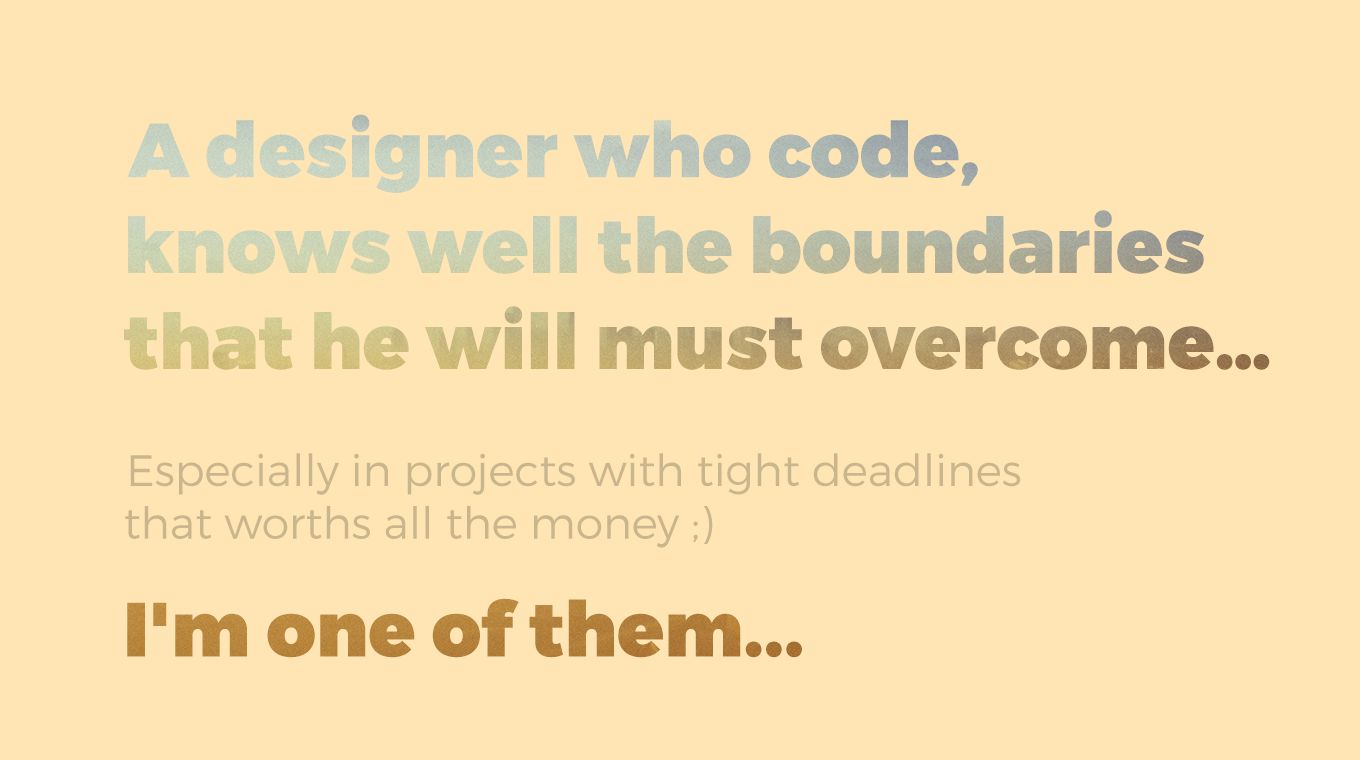 A designer who code,
knows well the boundaries
that he will must overcome...
Especially in projects with tight deadlines
that worths all the money ;)
I'm one of them...